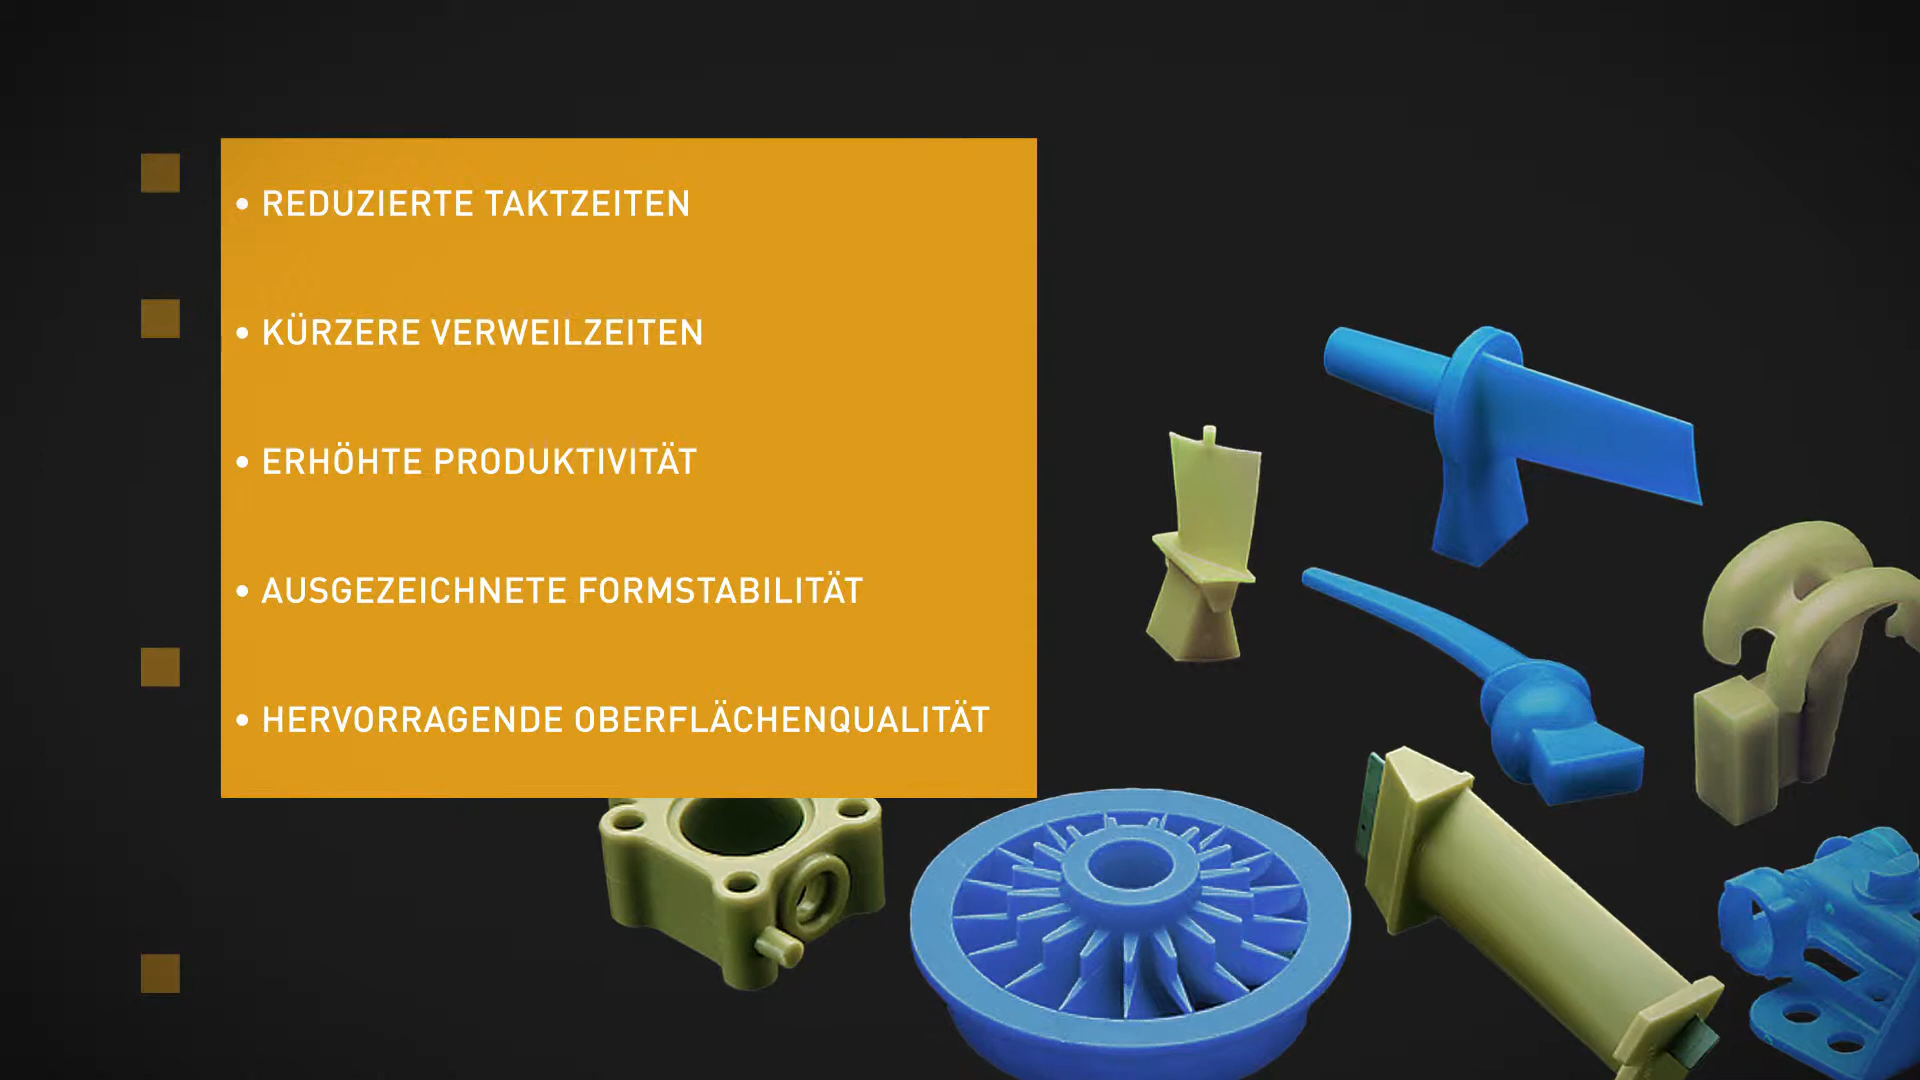 • REDUZIERTE TAKTZEITEN
• KÜRZERE VERWEILZEITEN
• ERHÖHTE PRODUKTIVITÄT
• AUSGEZEICHNETE FORMSTABILITÄT
• HERVORRAGENDE OBERFLÄCHENQUALITÄT